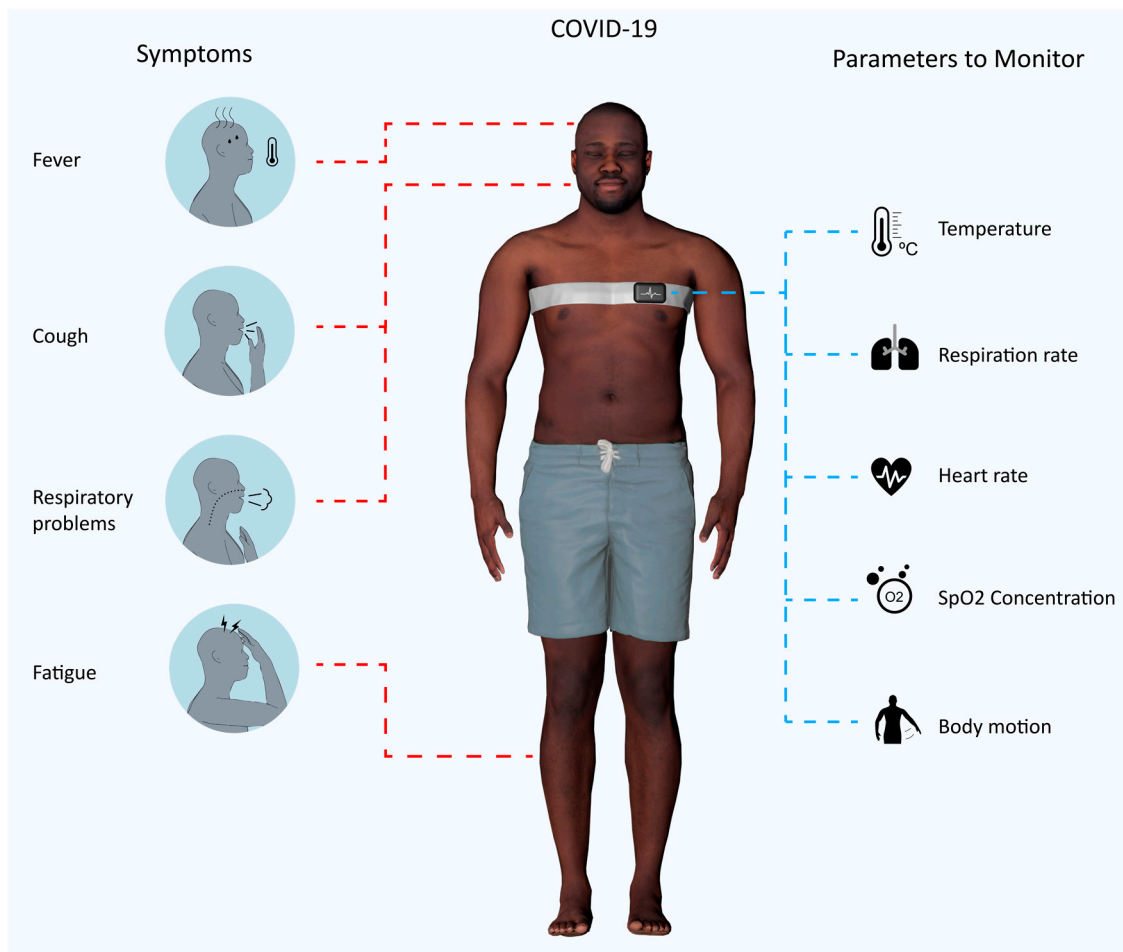 COVID-19
Symptoms
Parameters to Monitor
Fever
Cough
Respiratory
problems
Fatigue
ºC
Temperature
Respiration rate
Heart rate
O2
SpO2 Concentration
Body motion